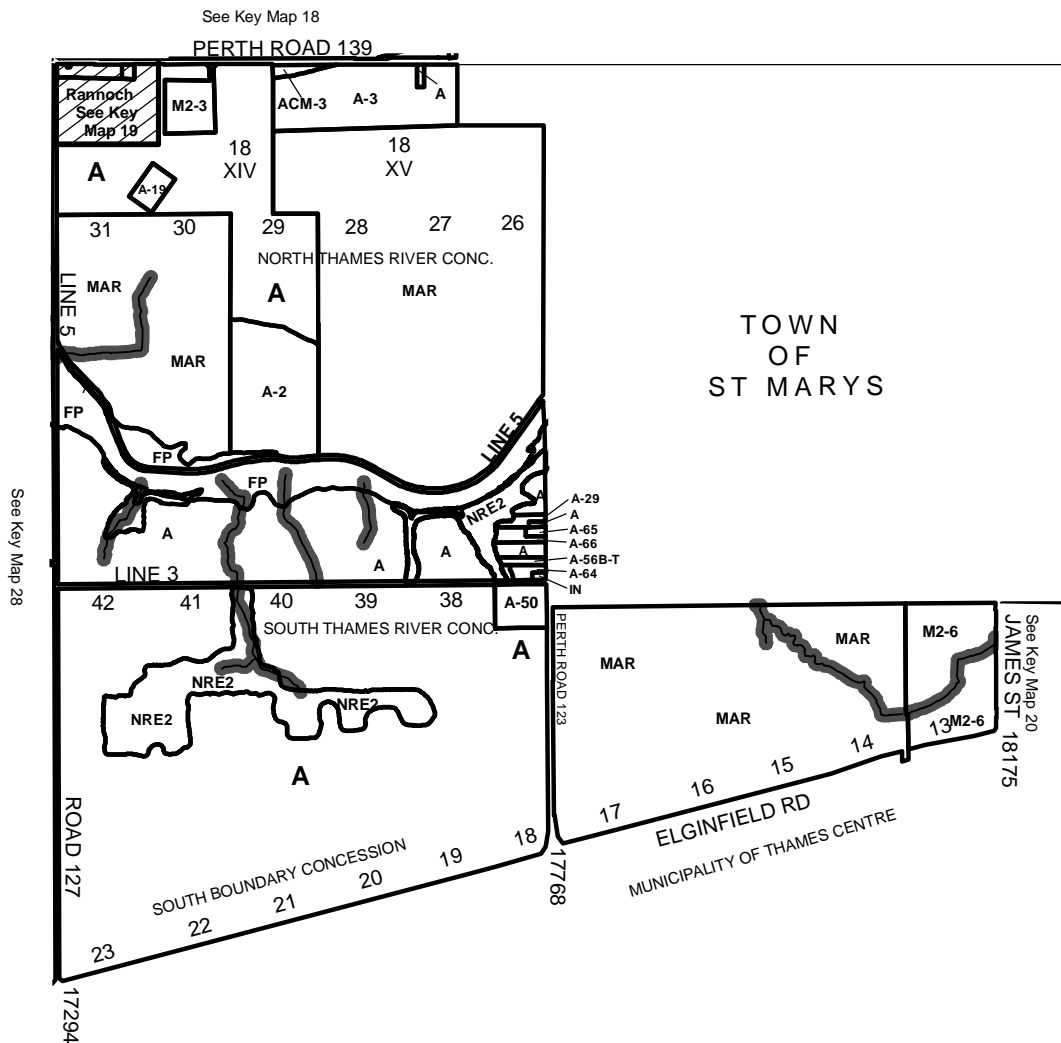 See Key Map 18
PERTH ROAD 139
Rannoch
See Key
Map 19
M2-3
ACM-3
A-3
A
A
18
XIV
18
XV
A
A-19
31
30
29
28
27
26
NORTH THAMES RIVER CONC.
LINE 5
MAR
A
MAR
MAR
A-2
TOWN
OF
ST MARYS
FP
FP
FP
LINE 5
NRE2
See Key Map 28
A
A
A
A
A
A-29
A
A-65
A-66
A-56B-T
A-64
IN
LINE 3
42
41
40
39
38
A-50
SOUTH THAMES RIVER CONC.
A
PERTH ROAD 123
MAR
MAR
MAR
M2-6
M2-6
See Key Map 20
JAMES ST
18175
NRE2
NRE2
NRE2
A
17
16
15
14
13
ELGINFIELD RD
MUNICIPALITY OF THAMES CENTRE
ROAD 127
SOUTH BOUNDARY CONCESSION
23
22
21
20
19
18
17768
17294